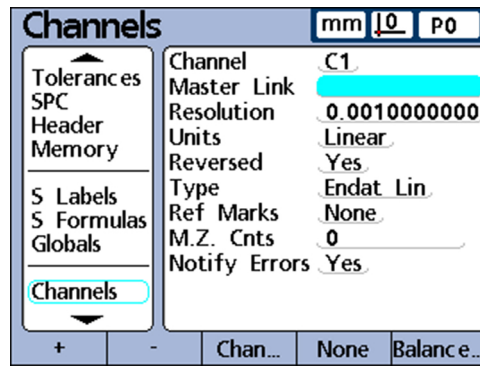 Channels mm 0 P0
Tolerances
SPC
Header
Memory
S Labels
S Formulas
Globals
Channels
Channel C1
Master Link
Resolution 0.0010000000
Units Linear
Reversed Yes
Type Endat Lin
Ref Marks None
M.Z. Cnts 0
Notify Errors Yes
+ - Chan... None Balance..